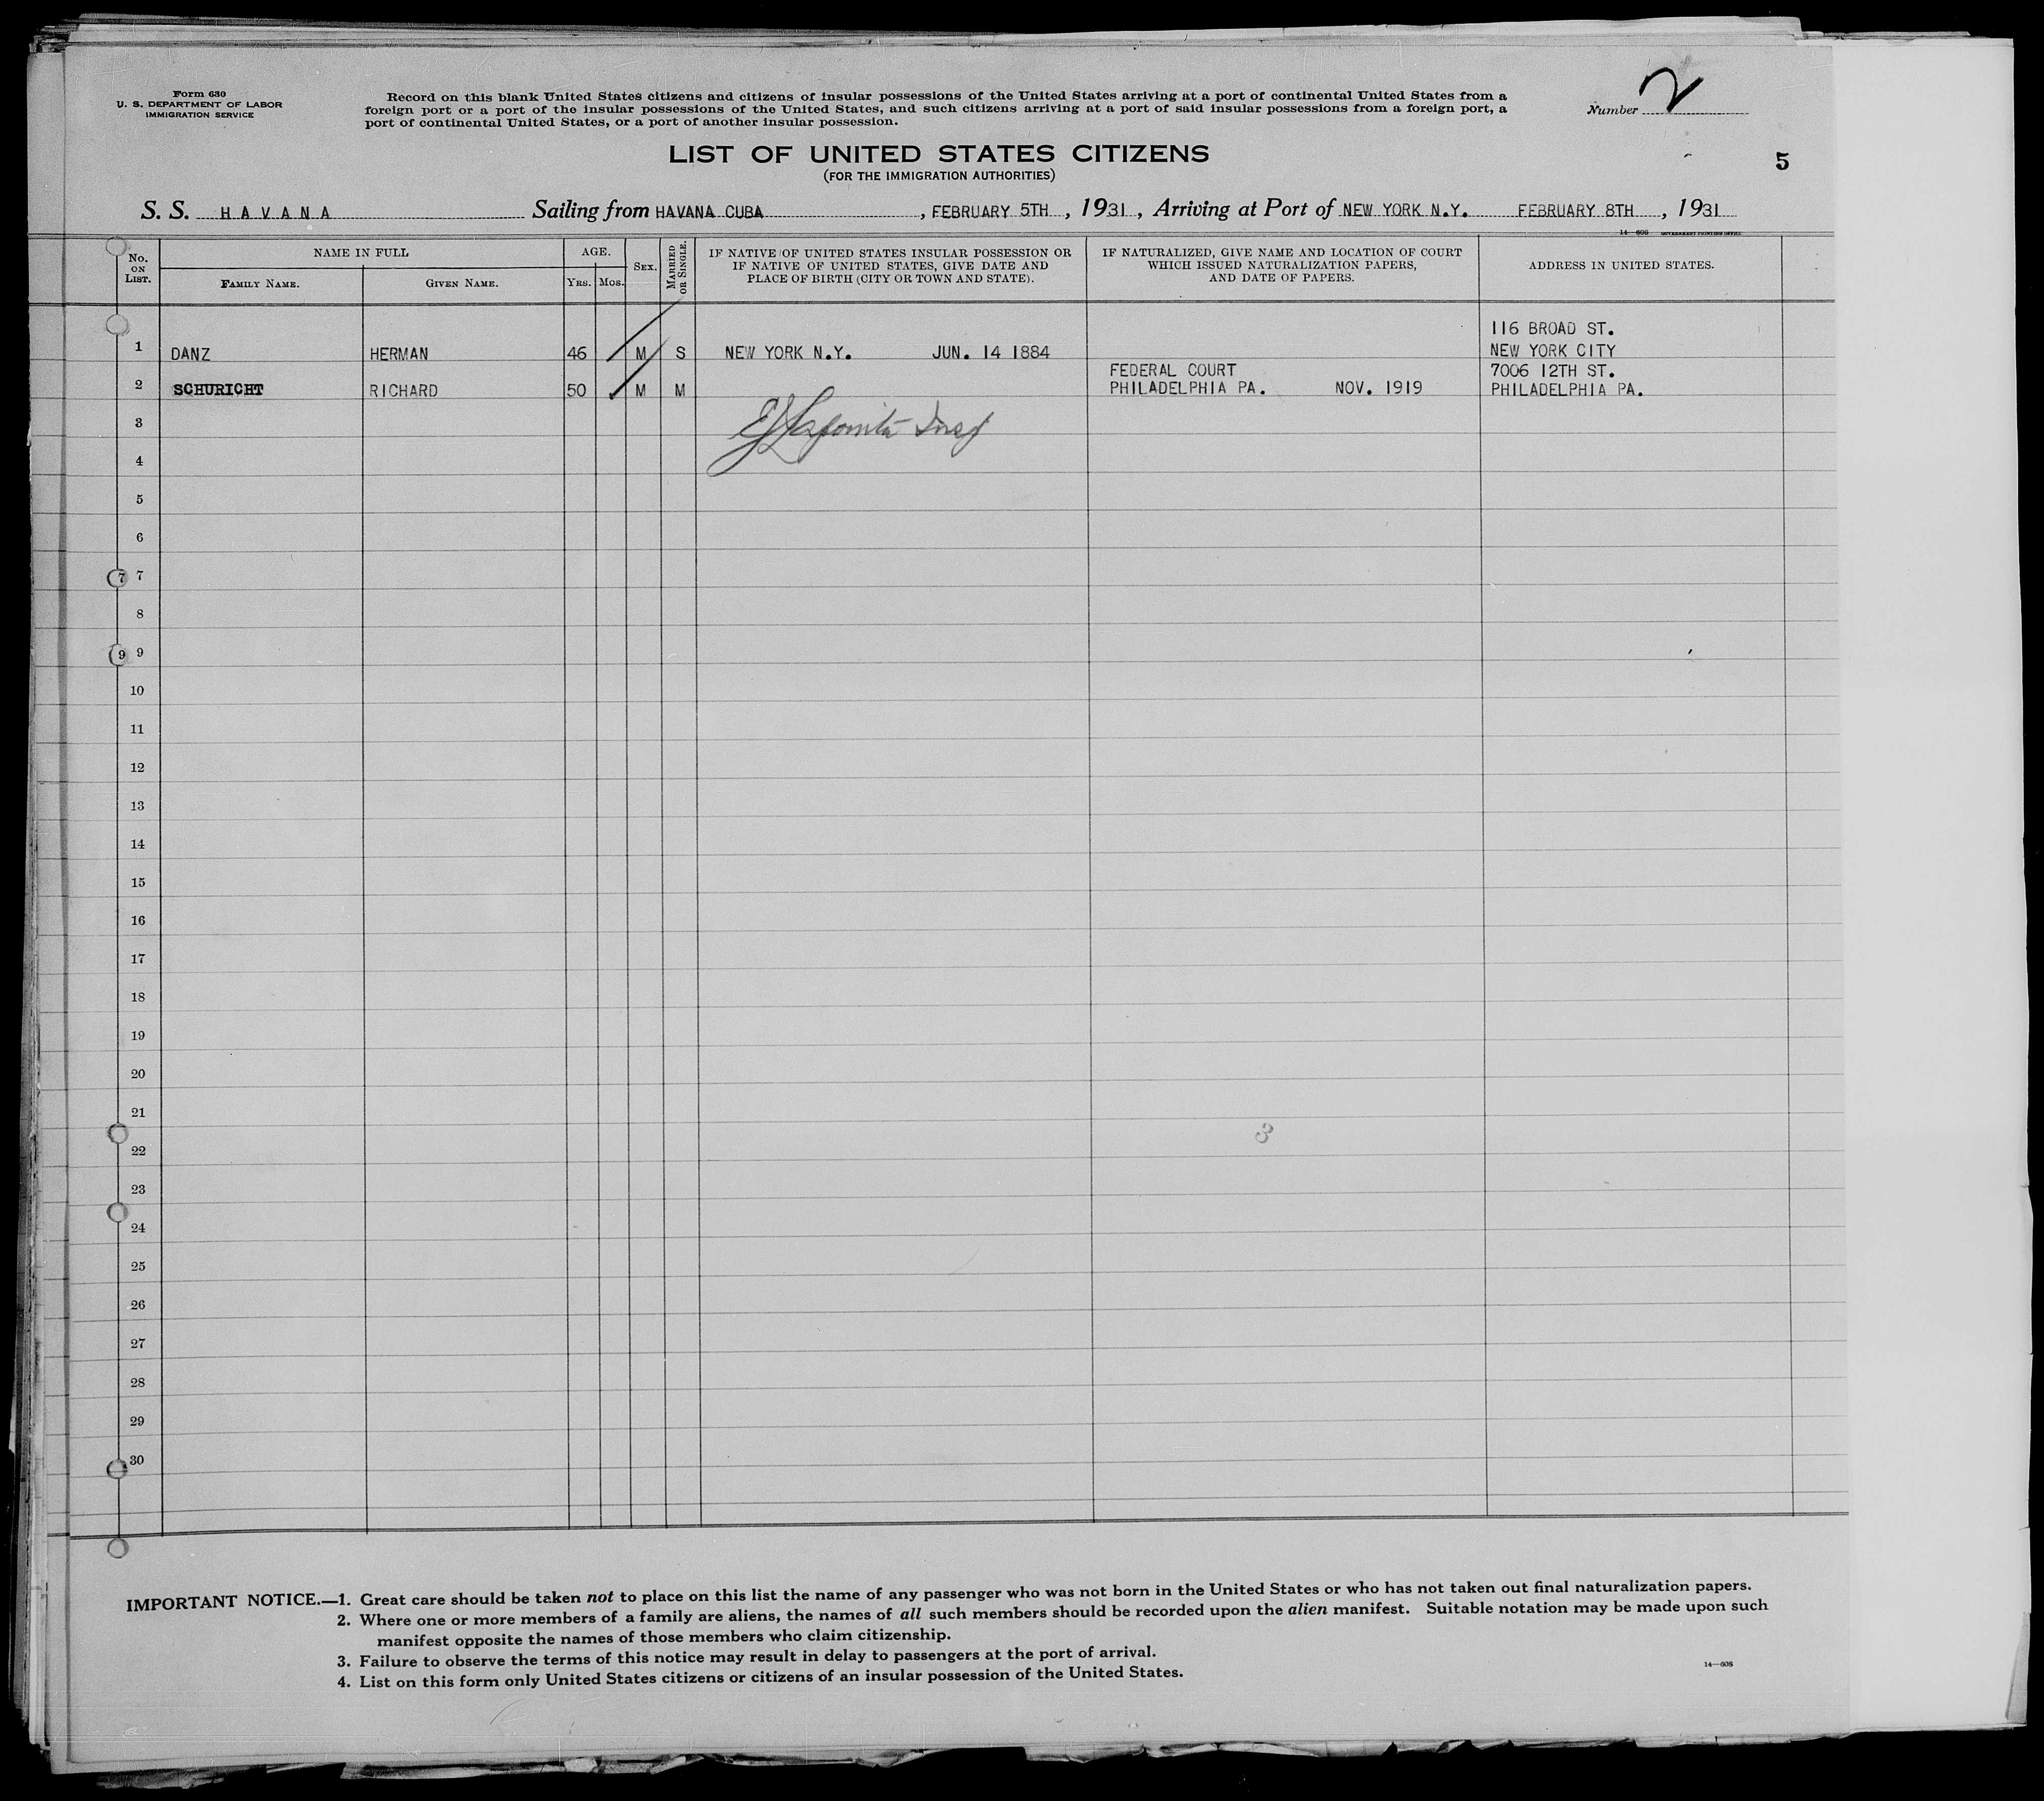 Form 630
U. S. DEPARTMENT OF LABOR
IMMIGRATION SERVICE
Record on this blank United States citizens and citizens of insular possessions of the United States arriving at a port of continental United States from a
foreign port or a port of the insular possessions of the United States, and such citizens arriving at a port of said insular possessions from a foreign port, a
port of continental United States, or a port of another insular possession.
Number 2
5
LIST OF UNITED STATES CITIZENS
(FOR THE IMMIGRATION AUTHORITIES)
S. S. HAVANA Sailing from HAVANA CUBA, FEBRUARY 5TH, 1931, Arriving at Port of NEW YORK N.Y. FEBRUARY 8TH, 1931
14—608 GOVERNMENT PRINTING OFFICE
No. ON LIST. NAME IN FULL FAMILY NAME. GIVEN NAME. AGE. YRS. MOS. SEX. MARRIED OR SINGLE.
IF NATIVE OF UNITED STATES INSULAR POSSESSION OR
IF NATIVE OF UNITED STATES, GIVE DATE AND
PLACE OF BIRTH (CITY OR TOWN AND STATE).
IF NATURALIZED, GIVE NAME AND LOCATION OF COURT
WHICH ISSUED NATURALIZATION PAPERS,
AND DATE OF PAPERS.
ADDRESS IN UNITED STATES.
116 BROAD ST.
1 DANZ HERMAN 46 M S NEW YORK N.Y. JUN. 14 1884 NEW YORK CITY
FEDERAL COURT 7006 12TH ST.
2 SCHURICHT RICHARD 50 M M PHILADELPHIA PA. NOV. 1919 PHILADELPHIA PA.
3 Insp
4
5
6
7 7
8
9 9
10
11
12
13
14
15
16
17
18
19
20
21
3
22
23
24
25
26
27
28
29
30
IMPORTANT NOTICE.—1. Great care should be taken not to place on this list the name of any passenger who was not born in the United States or who has not taken out final naturalization papers.
2. Where one or more members of a family are aliens, the names of all such members should be recorded upon the alien manifest. Suitable notation may be made upon such
manifest opposite the names of those members who claim citizenship.
3. Failure to observe the terms of this notice may result in delay to passengers at the port of arrival.
4. List on this form only United States citizens or citizens of an insular possession of the United States.
14—608